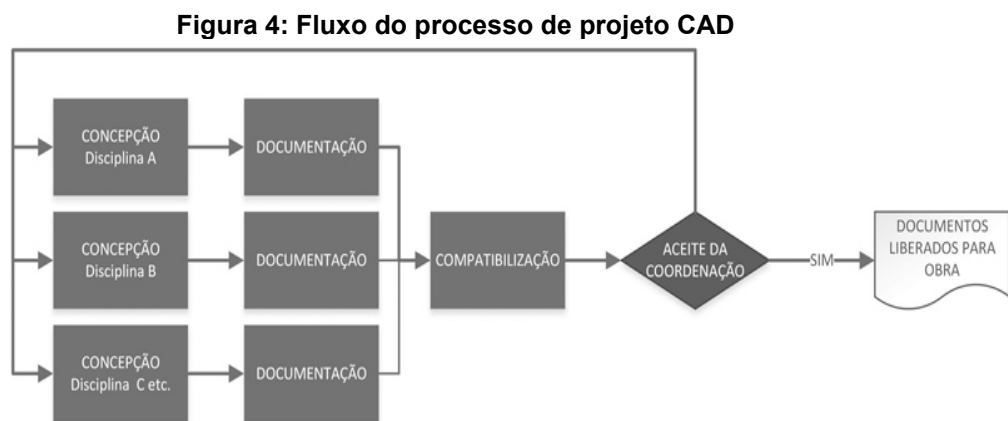 Figura 4: Fluxo do processo de projeto CAD
CONCEPÇÃO
Disciplina A
DOCUMENTAÇÃO
CONCEPÇÃO
Disciplina B
DOCUMENTAÇÃO
CONCEPÇÃO
Disciplina C etc.
DOCUMENTAÇÃO
COMPATIBILIZAÇÃO
ACEITE DA
COORDENAÇÃO
SIM
DOCUMENTOS
LIBERADOS PARA
OBRA